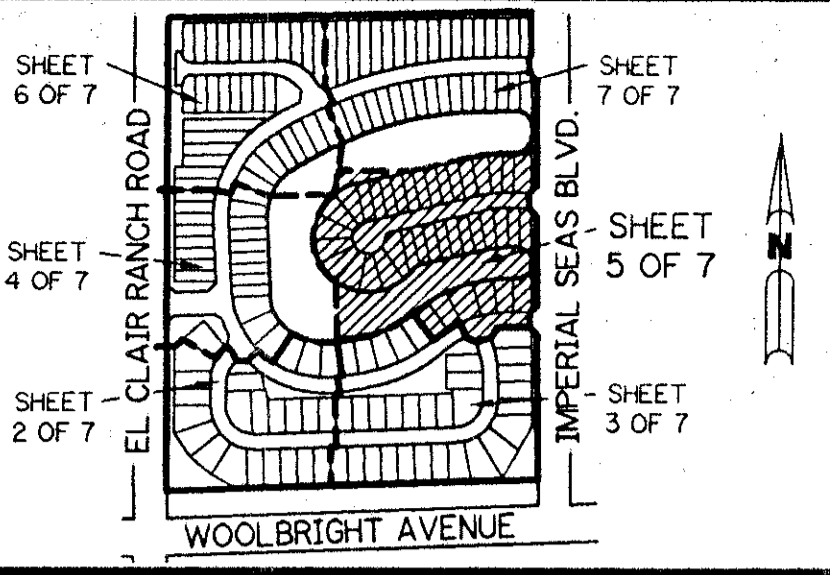 SHEET
6 OF 7
SHEET
7 OF 7
EL CLAIR RANCH ROAD
IMPERIAL SEAS BLVD.
N
SHEET
5 OF 7
SHEET
4 OF 7
SHEET
2 OF 7
SHEET
3 OF 7
WOOLBRIGHT AVENUE